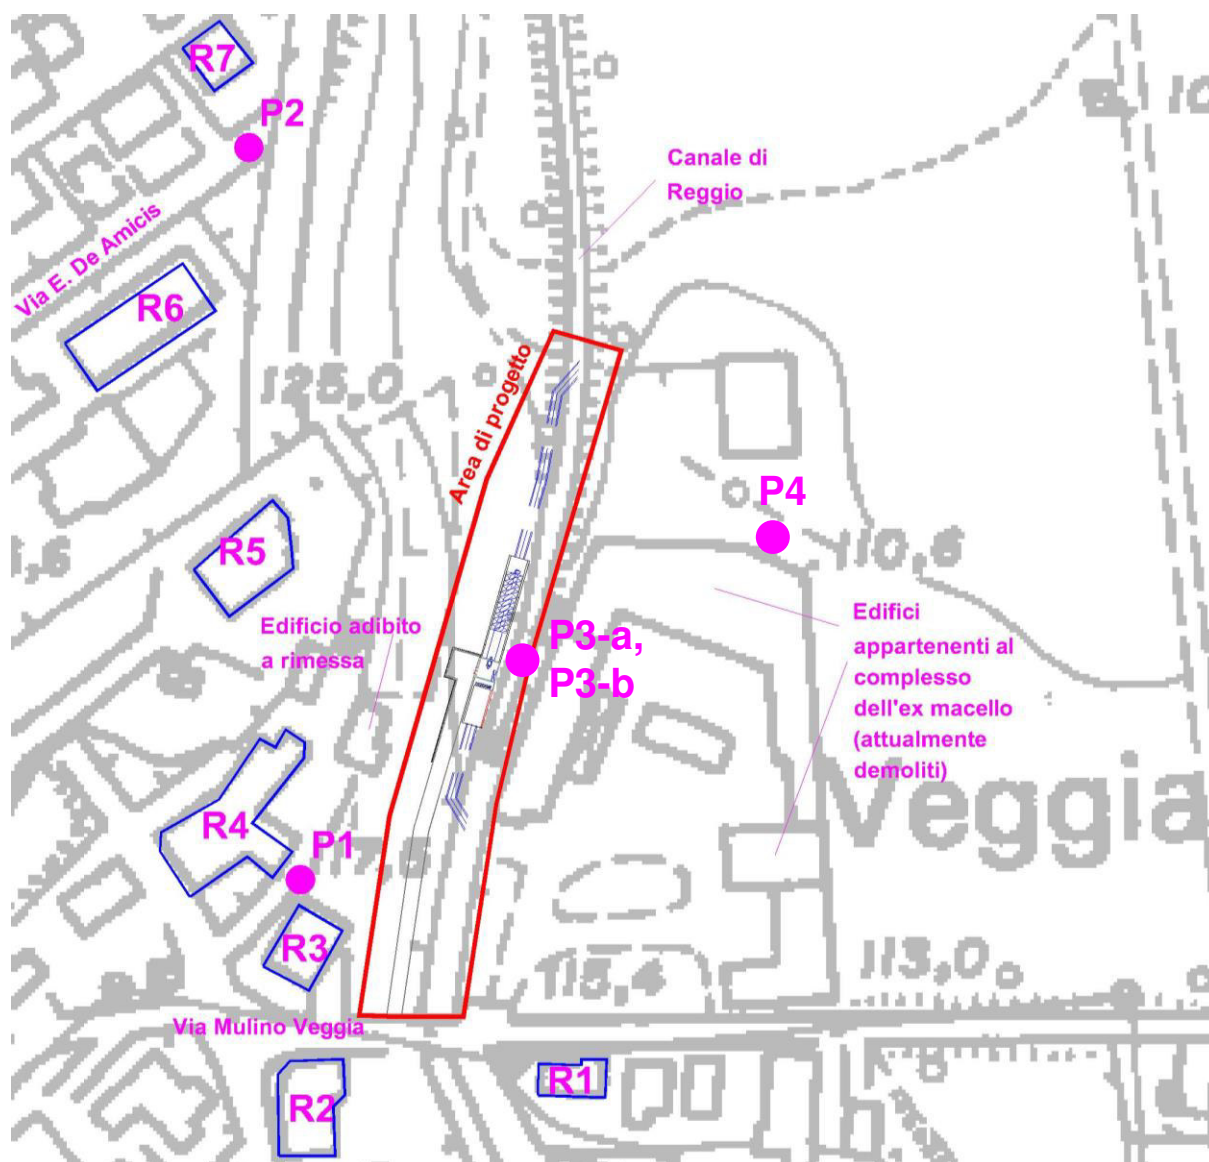 R7
P2
Canale di
Reggio
Via E. De Amicis
R6
125,0
Area di progetto
P4
R5
110,6
Edificio adibito
a rimessa
P3-a,
P3-b
Edifici
appartenenti al
complesso
dell'ex macello
(attualmente
demoliti)
Veggia
R4
P1
R3
115,4
113,0
Via Mulino Veggia
R1
R2